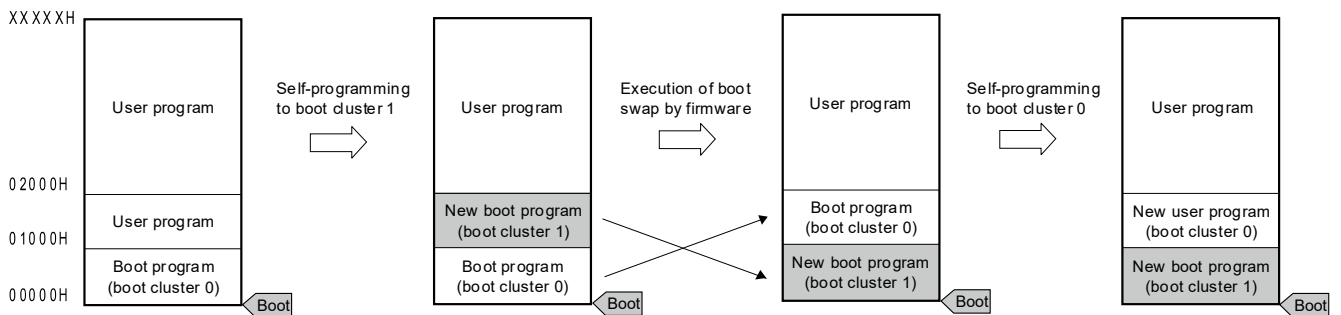 XXXXXH
User program
02000H
User program
01000H
Boot program
(boot cluster 0)
00000H
Boot
Self-programming
to boot cluster 1
User program
New boot program
(boot cluster 1)
Boot program
(boot cluster 0)
Boot
Execution of boot
swap by firmware
User program
Boot program
(boot cluster 0)
New boot program
(boot cluster 1)
Boot
Self-programming
to boot cluster 0
User program
New user program
(boot cluster 0)
New boot program
(boot cluster 1)
Boot